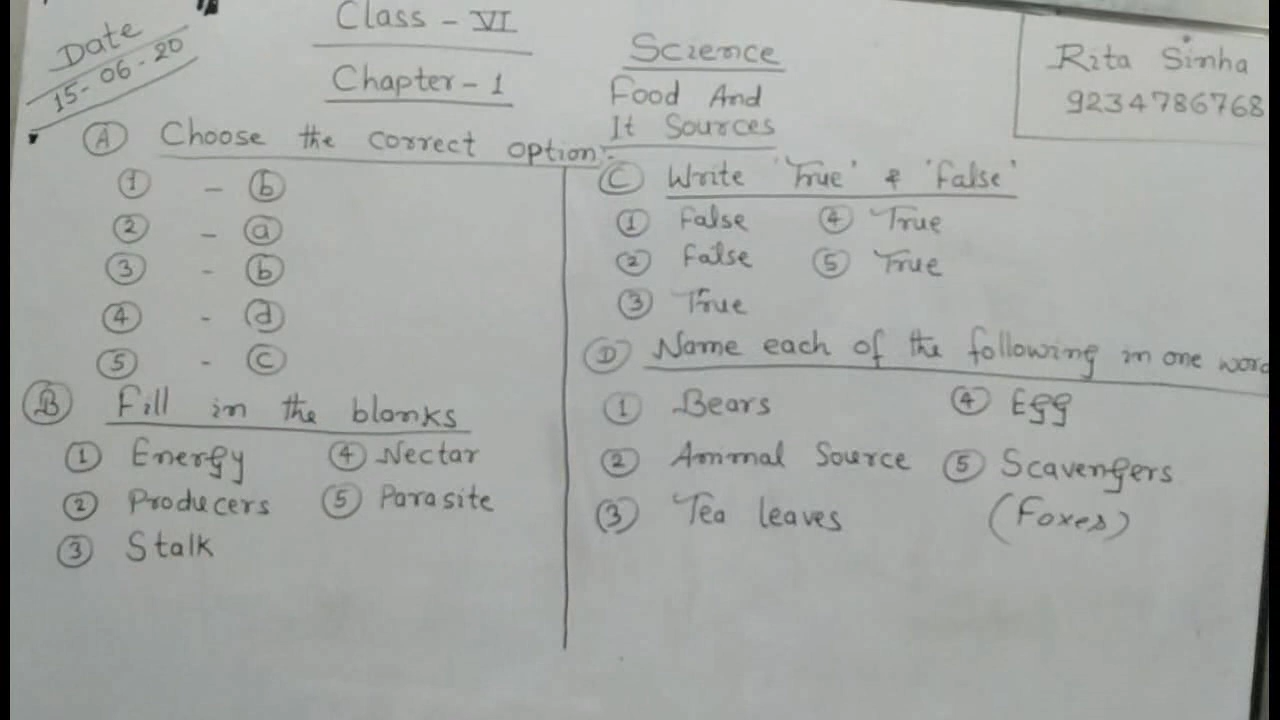 Date
15-06-20
Class - VI
Chapter - 1
Science
Food And
It Sources
Rita Sinha
9234786768
A Choose the correct option:-
1 - b
2 - a
3 - b
4 - d
5 - c
B Fill in the blanks
1 Energy 4 Nectar
2 Producers 5 Parasite
3 Stalk
C Write 'True' & 'False'
1 False 4 True
2 False 5 True
3 True
D Name each of the following in one word
1 Bears 4 Egg
2 Animal Source 5 Scavengers
3 Tea leaves (Foxes)